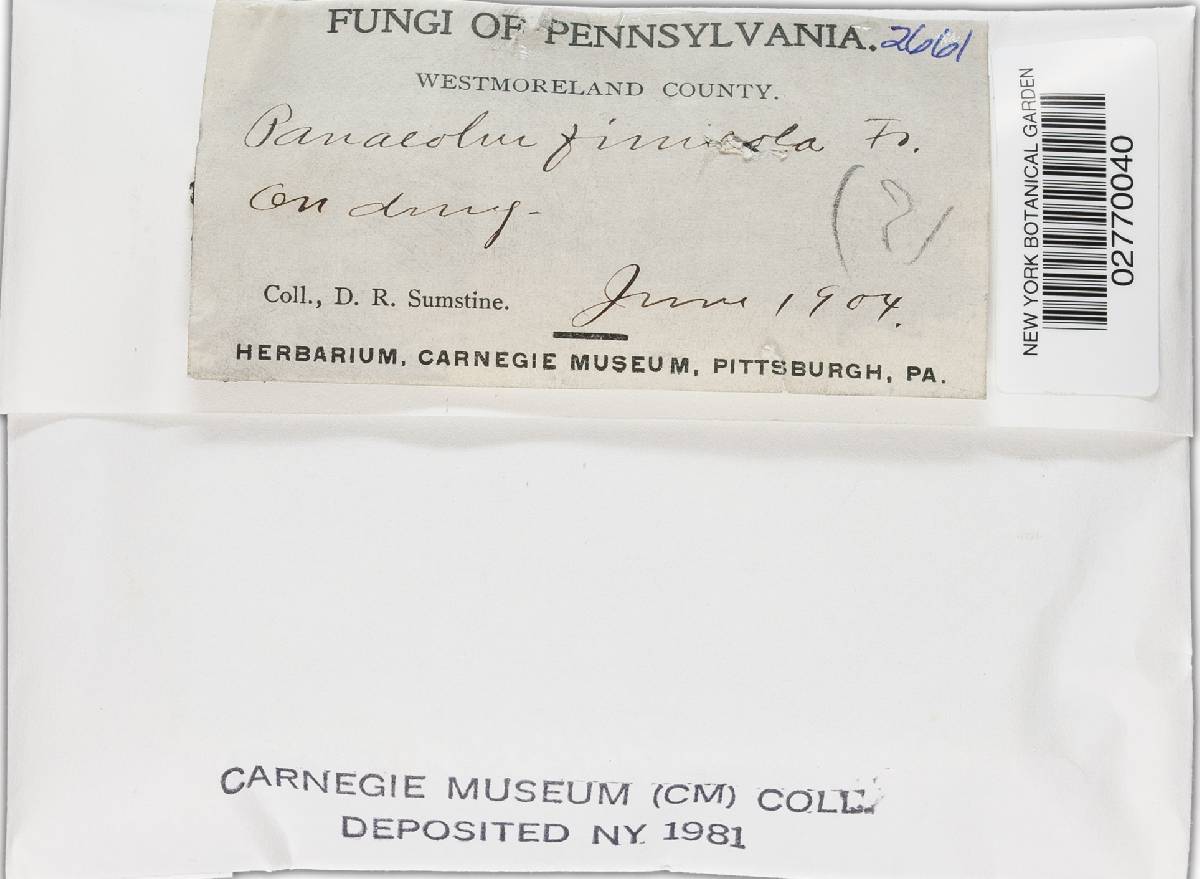 FUNGI OF PENNSYLVANIA. 2661
WESTMORELAND COUNTY.
Panaeolus fimicola Fr.
On dung-
(?)
Coll., D. R. Sumstine. June 1904.
HERBARIUM, CARNEGIE MUSEUM, PITTSBURGH, PA.
NEW YORK BOTANICAL GARDEN
02770040
CARNEGIE MUSEUM (CM) COLL.
DEPOSITED NY 1981